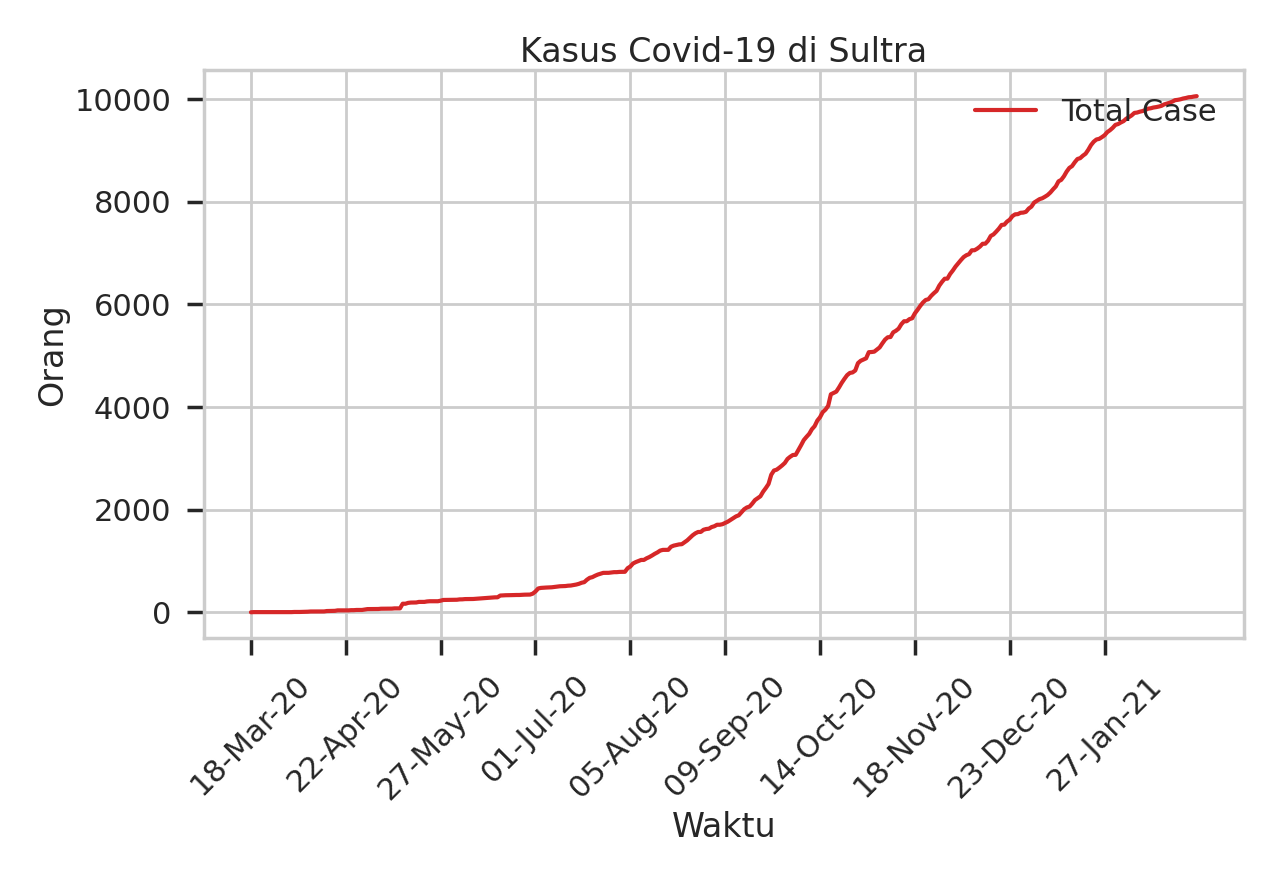 Kasus Covid-19 di Sultra
Total Case
10000
8000
6000
4000
2000
0
Orang
18-Mar-20
22-Apr-20
27-May-20
01-Jul-20
05-Aug-20
09-Sep-20
14-Oct-20
18-Nov-20
23-Dec-20
27-Jan-21
Waktu